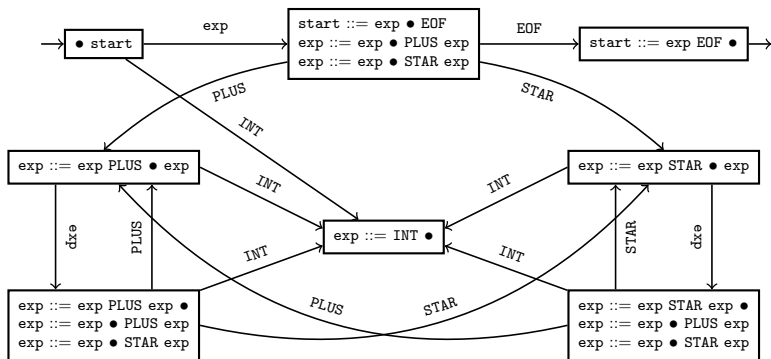 ● start
exp
start ::= exp ● EOF
exp ::= exp ● PLUS exp
exp ::= exp ● STAR exp
EOF
start ::= exp EOF ●
PLUS
INT
STAR
exp ::= exp PLUS ● exp
INT
INT
exp ::= exp STAR ● exp
exp
PLUS
exp ::= INT ●
STAR
exp
INT
INT
PLUS
STAR
exp ::= exp PLUS exp ●
exp ::= exp ● PLUS exp
exp ::= exp ● STAR exp
exp ::= exp STAR exp ●
exp ::= exp ● PLUS exp
exp ::= exp ● STAR exp